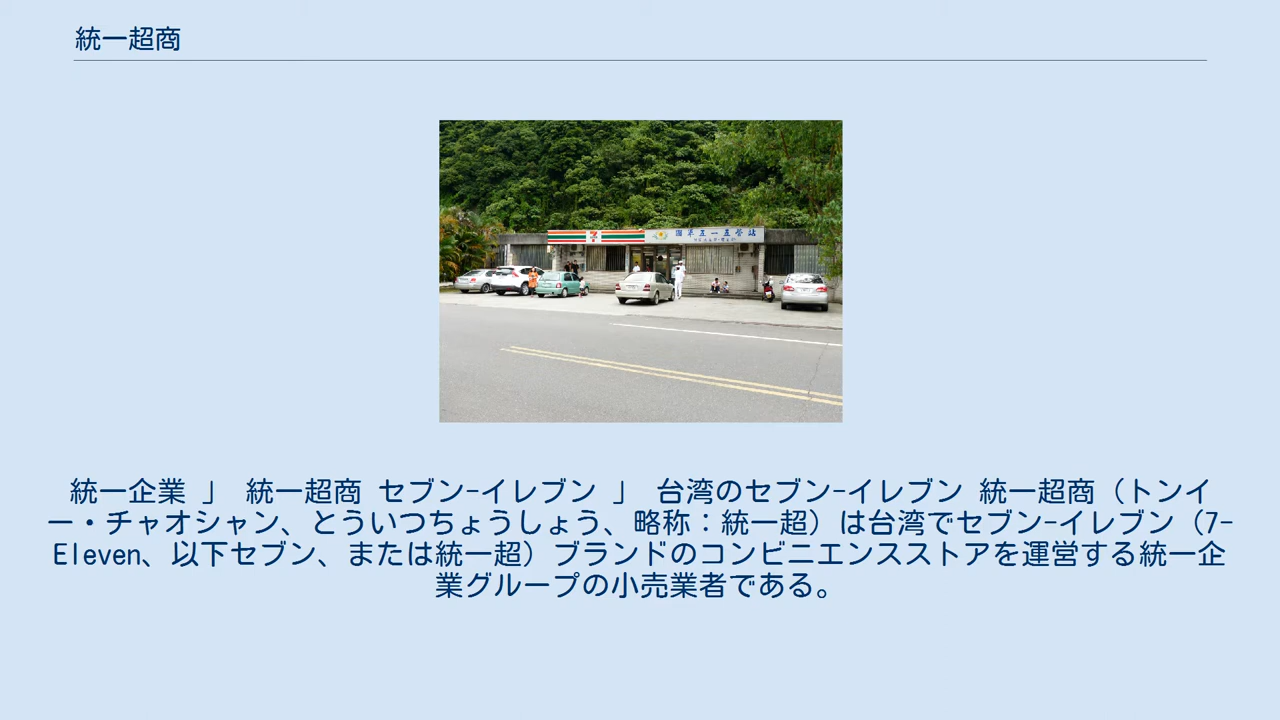 統一超商
統一企業 」 統一超商 セブン-イレブン 」 台湾のセブン-イレブン 統一超商（トンイ
ー・チャオシャン、とういつちょうしょう、略称：統一超）は台湾でセブン-イレブン（7-
Eleven、以下セブン、または統一超）ブランドのコンビニエンスストアを運営する統一企
業グループの小売業者である。